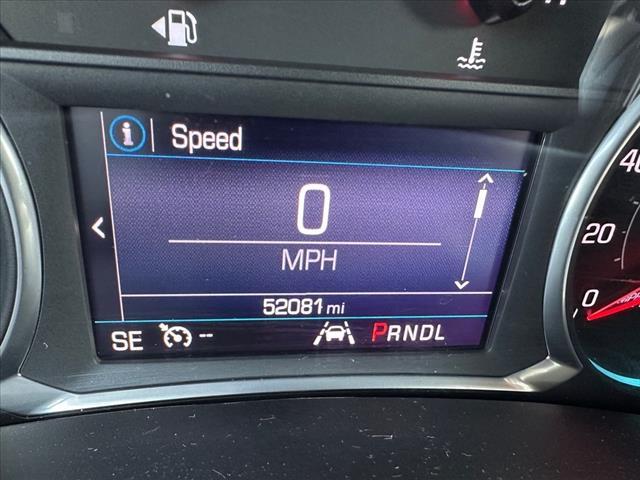 Speed
0
MPH
52081 mi
SE -- PRNDL
40
20
0